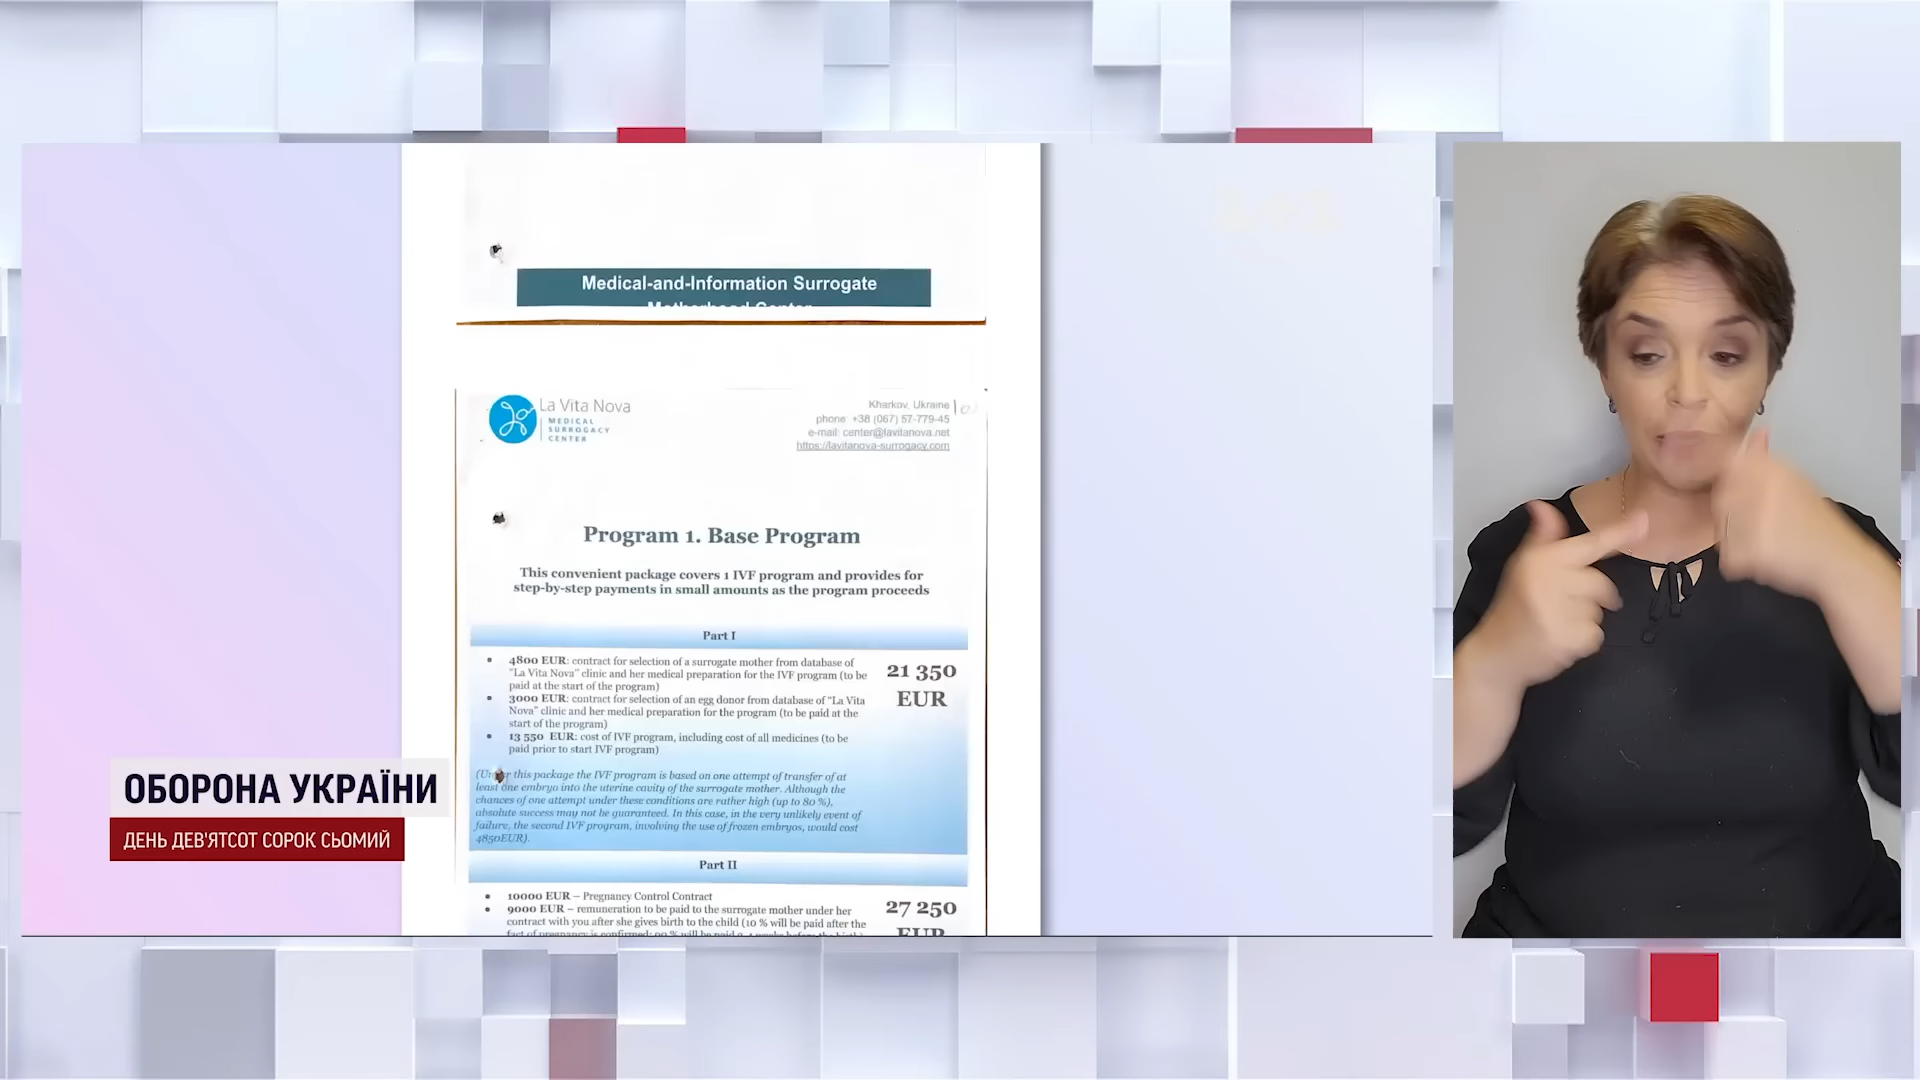 Medical-and-Information Surrogate
Motherhood Center
La Vita Nova
MEDICAL
SURROGACY
CENTER
Kharkov, Ukraine
phone: +38 (067) 57-779-45
e-mail: center@lavitanova.net
https://lavitanova-surrogacy.com
Program 1. Base Program
This convenient package covers 1 IVF program and provides for
step-by-step payments in small amounts as the program proceeds
Part I
• 4800 EUR: contract for selection of a surrogate mother from database of
"La Vita Nova" clinic and her medical preparation for the IVF program (to be
paid at the start of the program)
• 3000 EUR: contract for selection of an egg donor from database of "La Vita
Nova" clinic and her medical preparation for the program (to be paid at the
start of the program)
• 13 550 EUR: cost of IVF program, including cost of all medicines (to be
paid prior to start IVF program)
21 350
EUR
(Under this package the IVF program is based on one attempt of transfer of at
least one embryo into the uterine cavity of the surrogate mother. Although the
chances of one attempt under these conditions are rather high (up to 80 %),
absolute success may not be guaranteed. In this case, in the very unlikely event of
failure, the second IVF program, involving the use of frozen embryos, would cost
4850EUR).
Part II
• 10000 EUR – Pregnancy Control Contract
• 9000 EUR – remuneration to be paid to the surrogate mother under her
contract with you after she gives birth to the child (10 % will be paid after the
fact of pregnancy is confirmed; 90 % will be paid
27 250
EUR
ОБОРОНА УКРАЇНИ
ДЕНЬ ДЕВ'ЯТСОТ СОРОК СЬОМИЙ